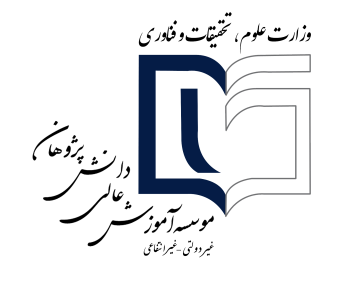 وزارت علوم، تحقیقات و فناوری
موسسه آموزش عالی دانش پژوهان
غیردولتی - غیرانتفاعی